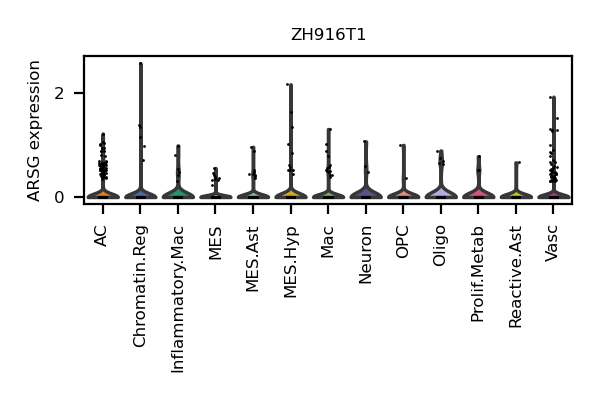 ZH916T1
ARSG expression
2
0
AC
Chromatin.Reg
Inflammatory.Mac
MES
MES.Ast
MES.Hyp
Mac
Neuron
OPC
Oligo
Prolif.Metab
Reactive.Ast
Vasc